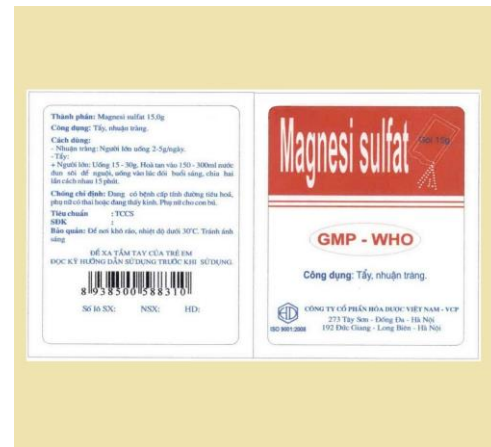 Thành phần: Magnesi sulfat 15,0g
Công dụng: Tẩy, nhuận tràng.
Cách dùng:
- Nhuận tràng: Người lớn uống 2-5g/ngày.
-Tẩy:
+ Người lớn: Uống 15 - 30g, Hoà tan vào 150 - 300ml nước
đun sôi để nguội, uống vào lúc đói buổi sáng, chia hai
lần cách nhau 15 phút.
Chống chỉ định: Đang có bệnh cấp tính đường tiêu hoá,
phụ nữ có thai hoặc đang thấy kinh. Phụ nữ cho con bú.
Tiêu chuẩn : TCCS
SĐK :
Bảo quản: Để nơi khô ráo, nhiệt độ dưới 30°C. Tránh ánh
sáng
ĐỂ XA TẦM TAY CỦA TRẺ EM
ĐỌC KỸ HƯỚNG DẪN SỬ DỤNG TRƯỚC KHI SỬ DỤNG.
8 938500 588310
Số lô SX: NSX: HD:
Magnesi sulfat
Gói 15g
GMP - WHO
Công dụng: Tẩy, nhuận tràng.
CÔNG TY CỔ PHẦN HÓA DƯỢC VIỆT NAM - VCP
273 Tây Sơn - Đống Đa - Hà Nội
192 Đức Giang - Long Biên - Hà Nội
HD
ISO 9001:2008